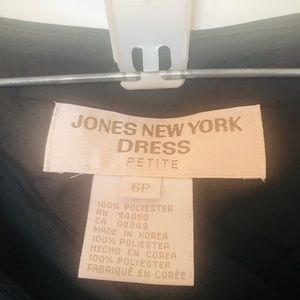 JONES NEW YORK
DRESS
PETITE
6P
100% POLYESTER
RN 54050
CA 08349
MADE IN KOREA
100% POLIESTER
HECHO EN COREA
100% POLYESTER
FABRIQUÉ EN CORÉE